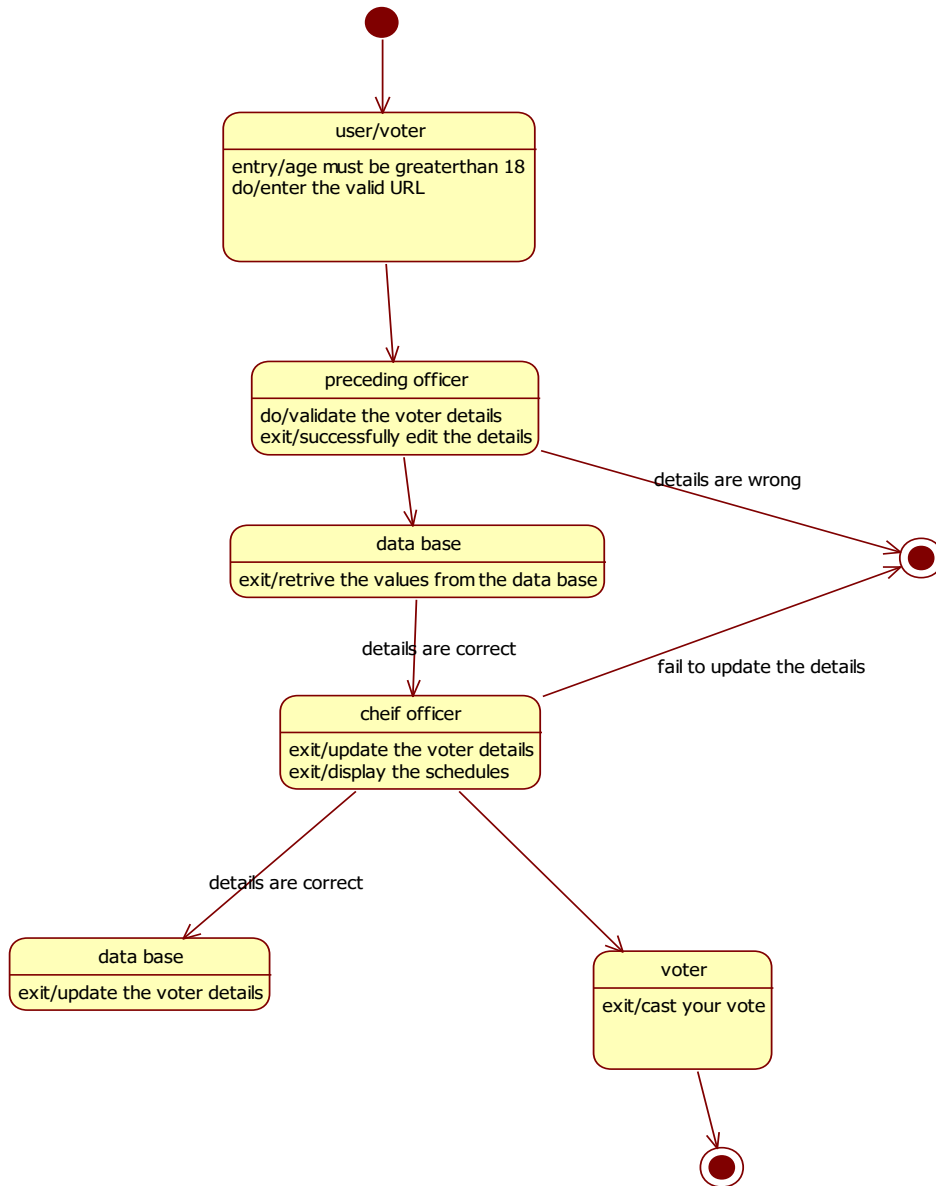 user/voter
entry/age must be greaterthan 18
do/enter the valid URL
preceding officer
do/validate the voter details
exit/successfully edit the details
details are wrong
data base
exit/retrive the values from the data base
details are correct
fail to update the details
cheif officer
exit/update the voter details
exit/display the schedules
details are correct
data base
exit/update the voter details
voter
exit/cast your vote